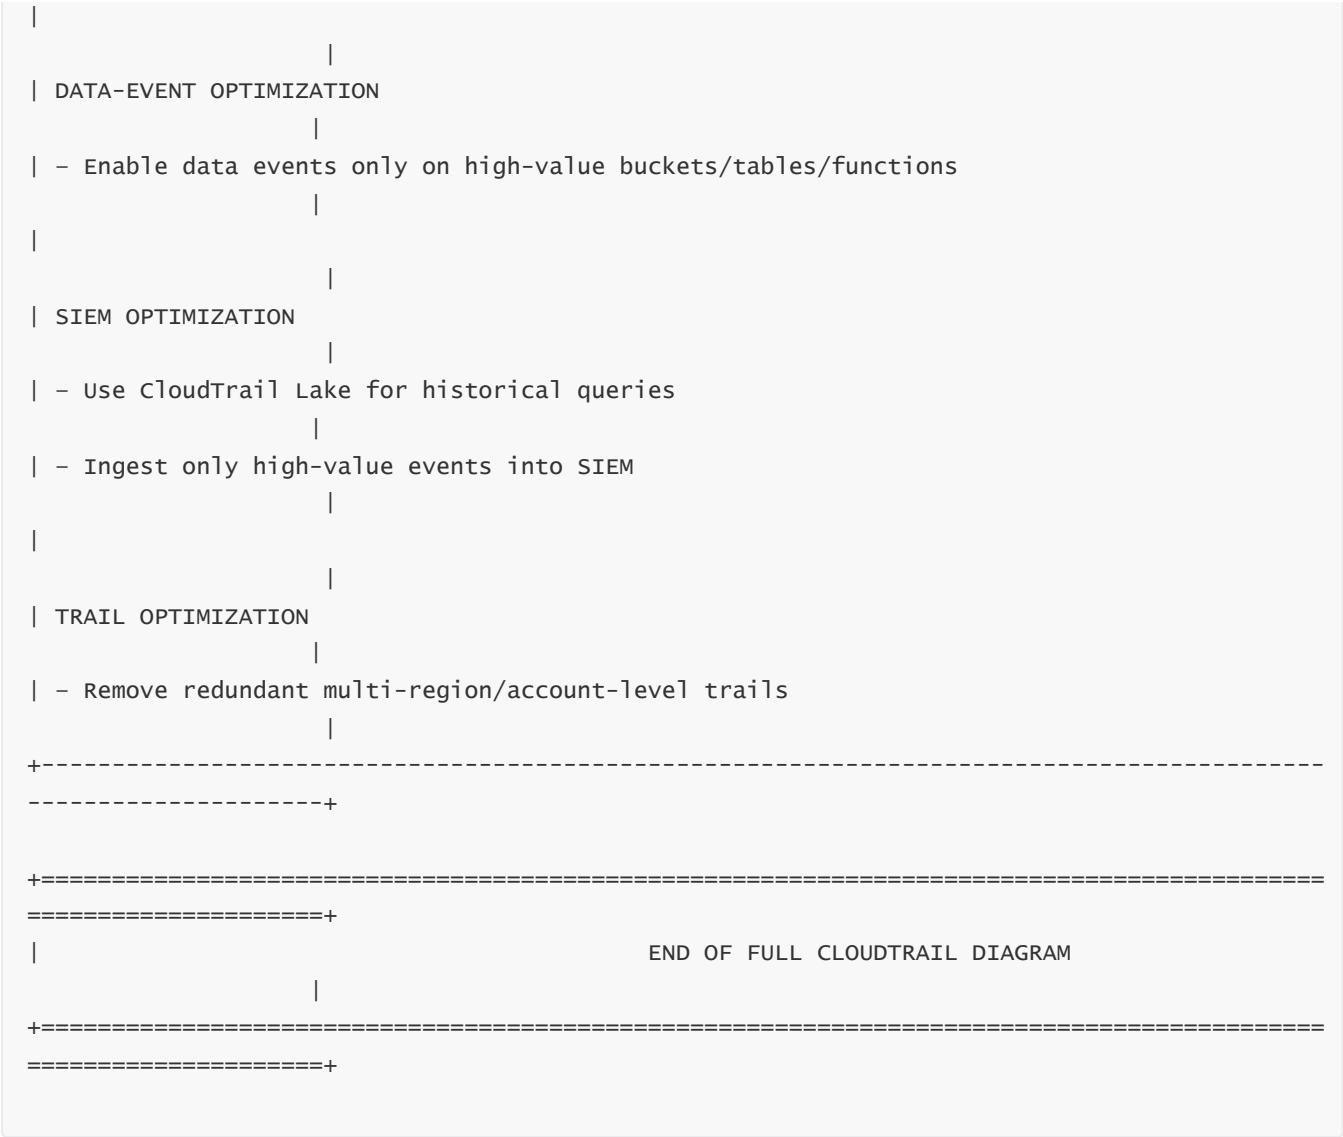 |
|
| DATA-EVENT OPTIMIZATION
|
| - Enable data events only on high-value buckets/tables/functions
|
|
|
| SIEM OPTIMIZATION
|
| - Use CloudTrail Lake for historical queries
|
| - Ingest only high-value events into SIEM
|
|
|
| TRAIL OPTIMIZATION
|
| - Remove redundant multi-region/account-level trails
|
+-------------------------------------------------------------------------------------------
---------------------+

+===========================================================================================
=====================+
| END OF FULL CLOUDTRAIL DIAGRAM
|
+===========================================================================================
=====================+